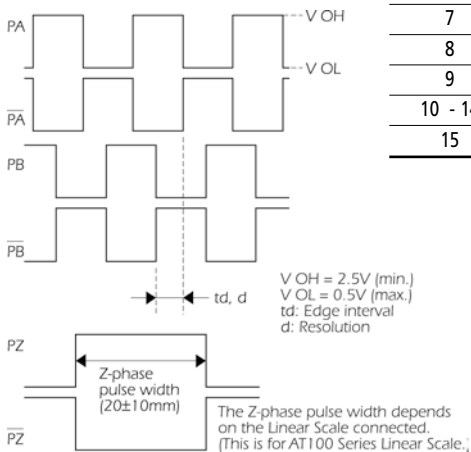 PA
V OH
V OL
PA
PB
PB
td, d
V OH = 2.5V (min.)
V OL = 0.5V (max.)
td: Edge interval
d: Resolution
PZ
Z-phase
pulse width
(20±10mm)
PZ
The Z-phase pulse width depends
on the Linear Scale connected.
(This is for AT100 Series Linear Scale.)
7
8
9
10 - 14
15